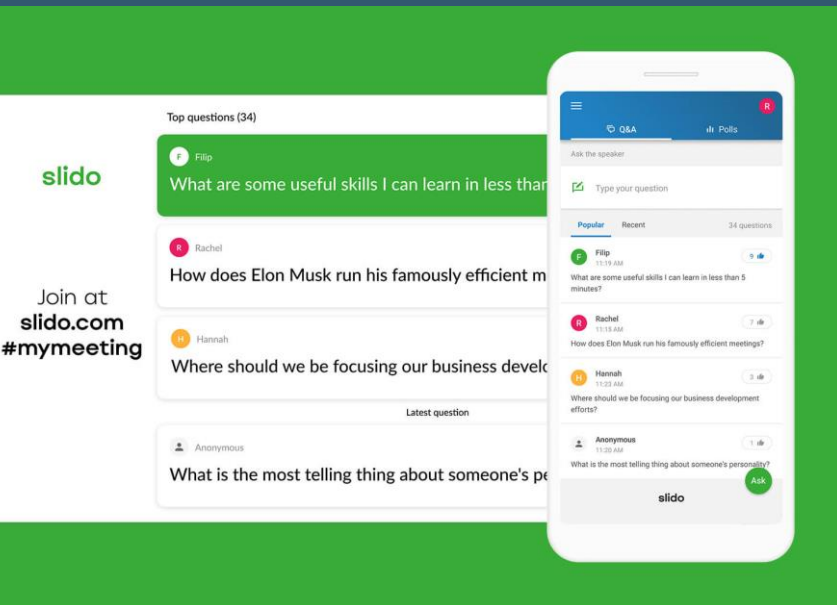 Top questions (34)
slido
F Filip
What are some useful skills I can learn in less than
R Rachel
How does Elon Musk run his famously efficient m
Join at
slido.com
#mymeeting
H Hannah
Where should we be focusing our business develo
Latest question
Anonymous
What is the most telling thing about someone's pe
R
Q&A Polls
Ask the speaker
Type your question
Popular Recent 34 questions
F Filip 9
11:19 AM
What are some useful skills I can learn in less than 5
minutes?
R Rachel 7
11:15 AM
How does Elon Musk run his famously efficient meetings?
H Hannah 3
11:23 AM
Where should we be focusing our business development
efforts?
Anonymous 1
11:20 AM
What is the most telling thing about someone's personality?
Ask
slido